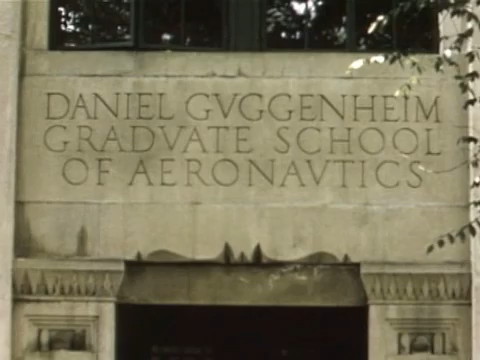 DANIEL GVGGENHEIM
GRADVATE SCHOOL
OF AERONAVTICS